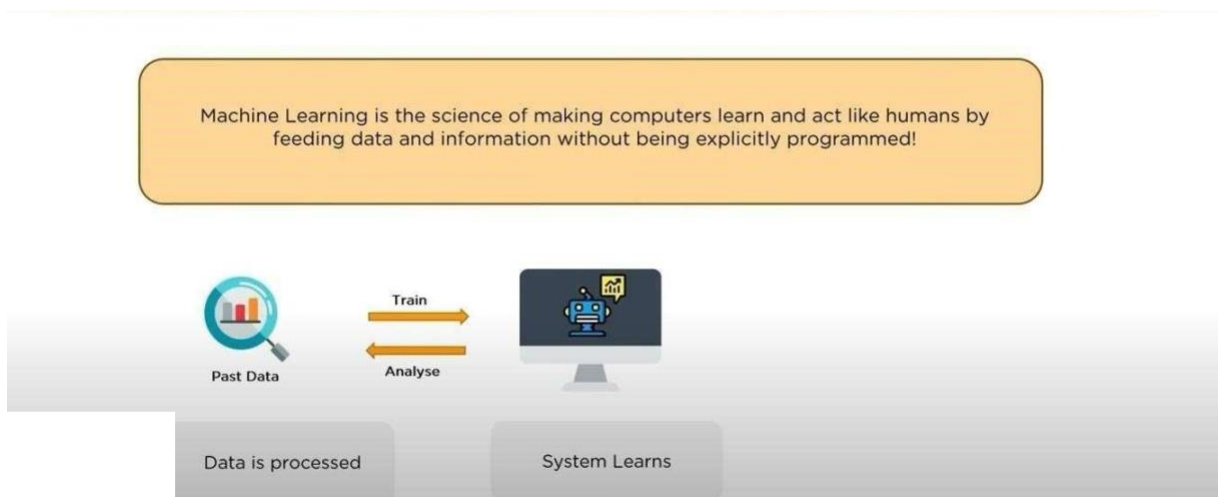 Machine Learning is the science of making computers learn and act like humans by
feeding data and information without being explicitly programmed!
Train
Analyse
Past Data
Data is processed
System Learns